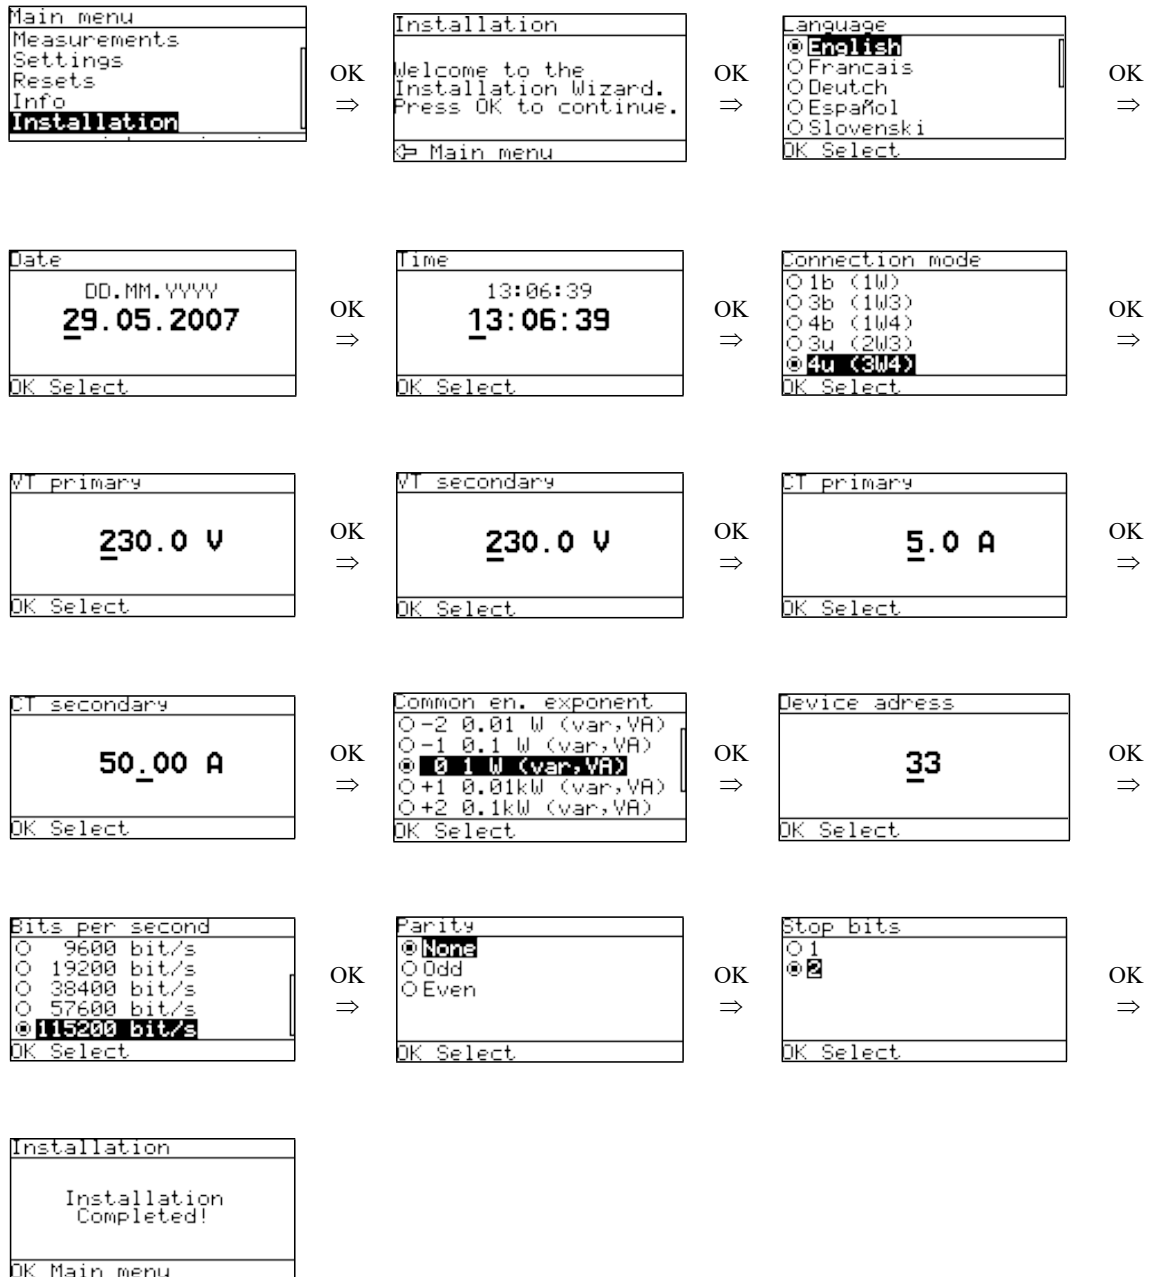 Main menu
Measurements
Settings
Resets
Info
Installation
OK
⇒
Installation
Welcome to the
Installation Wizard.
Press OK to continue.
⇦ Main menu
OK
⇒
Language
English
Francais
Deutch
Español
Slovenski
OK Select
OK
⇒
Date
DD.MM.YYYY
29.05.2007
OK Select
OK
⇒
Time
13:06:39
13:06:39
OK Select
OK
⇒
Connection mode
1b (1W)
3b (1W3)
4b (1W4)
3u (2W3)
4u (3W4)
OK Select
OK
⇒
VT primary
230.0 V
OK Select
OK
⇒
VT secondary
230.0 V
OK Select
OK
⇒
CT primary
5.0 A
OK Select
OK
⇒
CT secondary
50.00 A
OK Select
OK
⇒
Common en. exponent
-2 0.01 W (var,VA)
-1 0.1 W (var,VA)
0 1 W (var,VA)
+1 0.01kW (var,VA)
+2 0.1kW (var,VA)
OK Select
OK
⇒
Device adress
33
OK Select
OK
⇒
Bits per second
9600 bit/s
19200 bit/s
38400 bit/s
57600 bit/s
115200 bit/s
OK Select
OK
⇒
Parity
None
Odd
Even
OK Select
OK
⇒
Stop bits
1
2
OK Select
OK
⇒
Installation
Installation
Completed!
OK Main menu